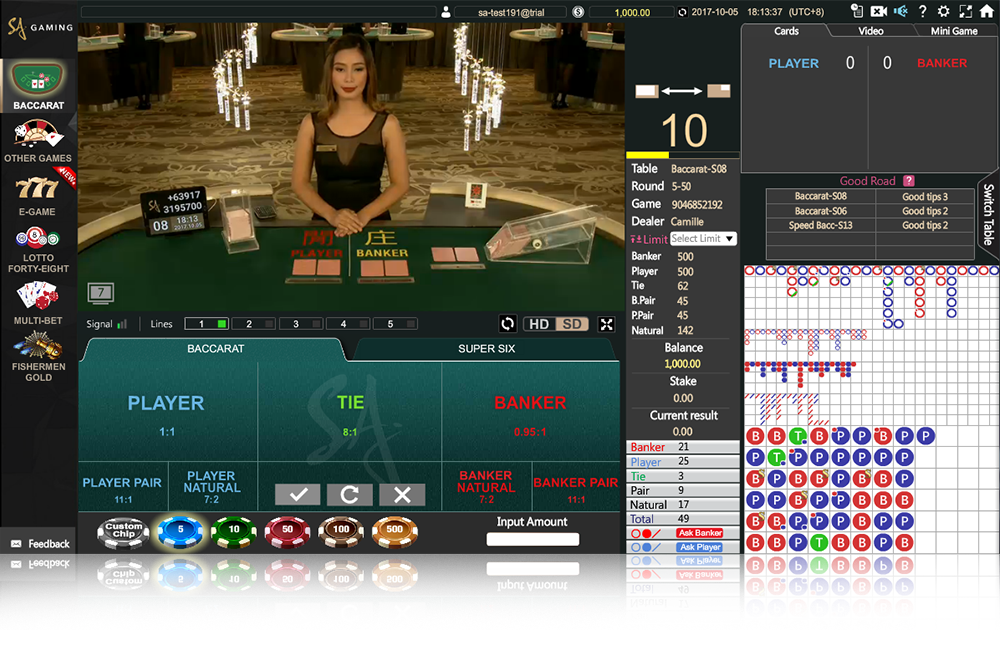 SA GAMING
sa-test191@trial
1,000.00
2017-10-05 18:13:37 (UTC+8)
BACCARAT
OTHER GAMES
NEW
777
E-GAME
LOTTO
FORTY-EIGHT
MULTI-BET
FISHERMEN
GOLD
Feedback
+63917
3195700
08 18:13
2017.10.05
閒 庄
PLAYER BANKER
7
Signal Lines 1 2 3 4 5 HD SD
BACCARAT SUPER SIX
PLAYER TIE BANKER
1:1 8:1 0.95:1
PLAYER PAIR
11:1
PLAYER
NATURAL
7:2
BANKER
NATURAL
7:2
BANKER PAIR
11:1
Custom
Chip
5 10 50 100 500
Input Amount
10
Table Baccarat-S08
Round 5-50
Game 9046852192
Dealer Camille
Limit Select Limit
Banker 500
Player 500
Tie 62
B.Pair 45
P.Pair 45
Natural 142
Balance
1,000.00
Stake
0.00
Current result
0.00
Banker 21
Player 25
Tie 3
Pair 9
Natural 17
Total 49
Ask Banker
Ask Player
Cards Video Mini Game
PLAYER 0 0 BANKER
Good Road ?
Baccarat-S08 Good tips 3
Baccarat-S06 Good tips 2
Speed Bacc-S13 Good tips 2
Switch Table
B B T B P P B P P
P T P P P P P P
B B B B P B B B
P P B P P B B B
B B P P P B P P
B B P T B B P B